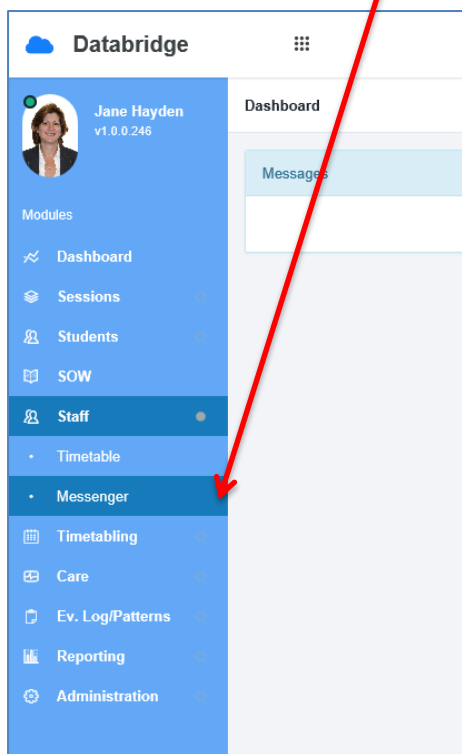 Databridge
Jane Hayden
v1.0.0.246
Dashboard
Messages
Modules
Dashboard
Sessions
Students
SOW
Staff
Timetable
Messenger
Timetabling
Care
Ev. Log/Patterns
Reporting
Administration